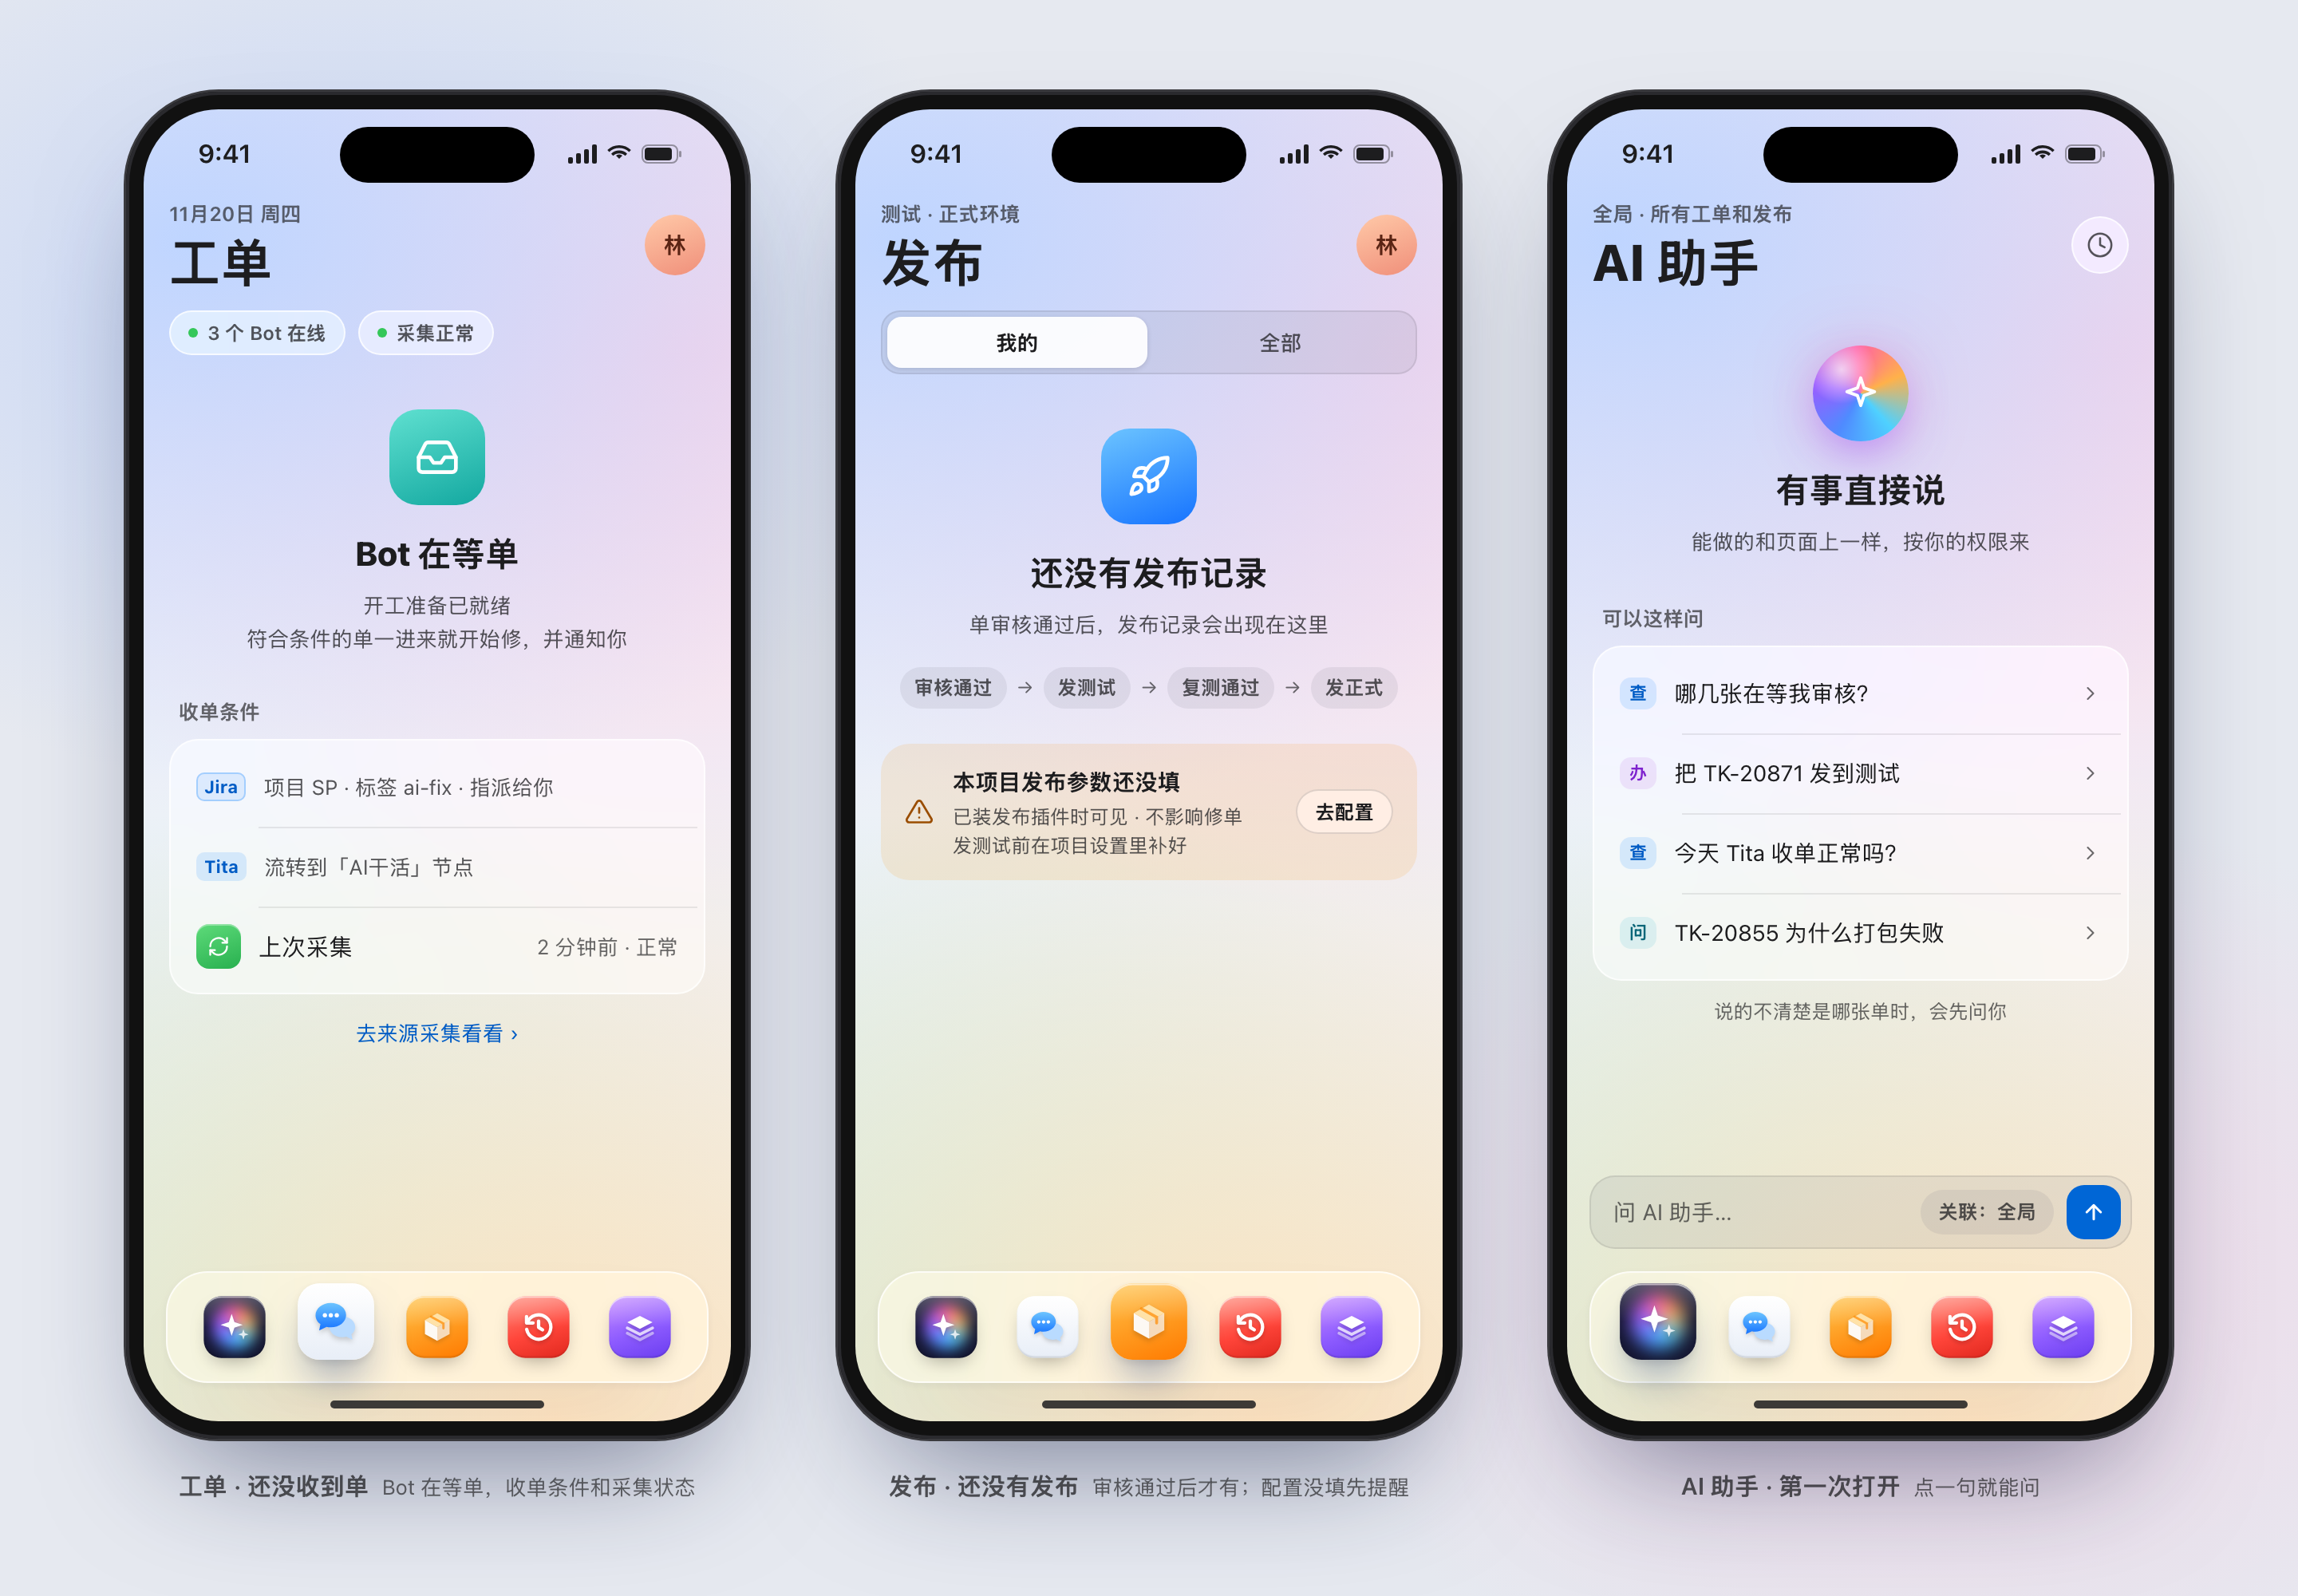 9:41
11月20日 周四
工单
林
3 个 Bot 在线
采集正常
Bot 在等单
开工准备已就绪
符合条件的单一进来就开始修，并通知你
收单条件
Jira 项目 SP · 标签 ai-fix · 指派给你
Tita 流转到「AI干活」节点
上次采集 2 分钟前 · 正常
去来源采集看看 ›
工单 · 还没收到单 Bot 在等单，收单条件和采集状态
9:41
测试 · 正式环境
发布
林
我的 全部
还没有发布记录
单审核通过后，发布记录会出现在这里
审核通过 → 发测试 → 复测通过 → 发正式
本项目发布参数还没填
已装发布插件时可见 · 不影响修单
发测试前在项目设置里补好
去配置
发布 · 还没有发布 审核通过后才有；配置没填先提醒
9:41
全局 · 所有工单和发布
AI 助手
有事直接说
能做的和页面上一样，按你的权限来
可以这样问
查 哪几张在等我审核?
办 把 TK-20871 发到测试
查 今天 Tita 收单正常吗?
问 TK-20855 为什么打包失败
说的不清楚是哪张单时，会先问你
问 AI 助手...
关联：全局
AI 助手 · 第一次打开 点一句就能问